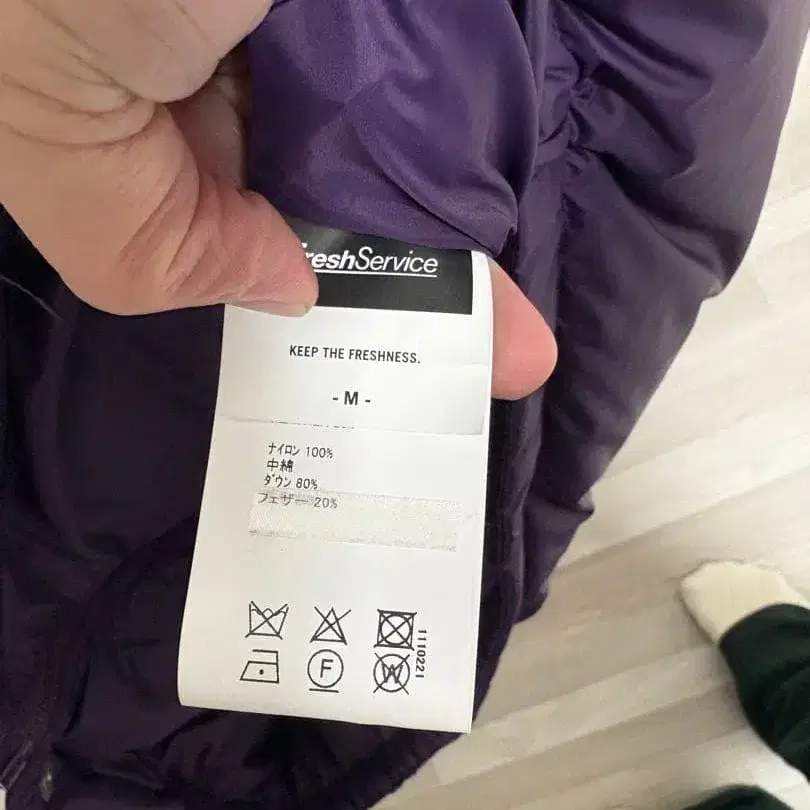 FreshService
KEEP THE FRESHNESS.
- M -
ナイロン 100%
中綿
ダウン 80%
フェザー 20%
F
W
1110221